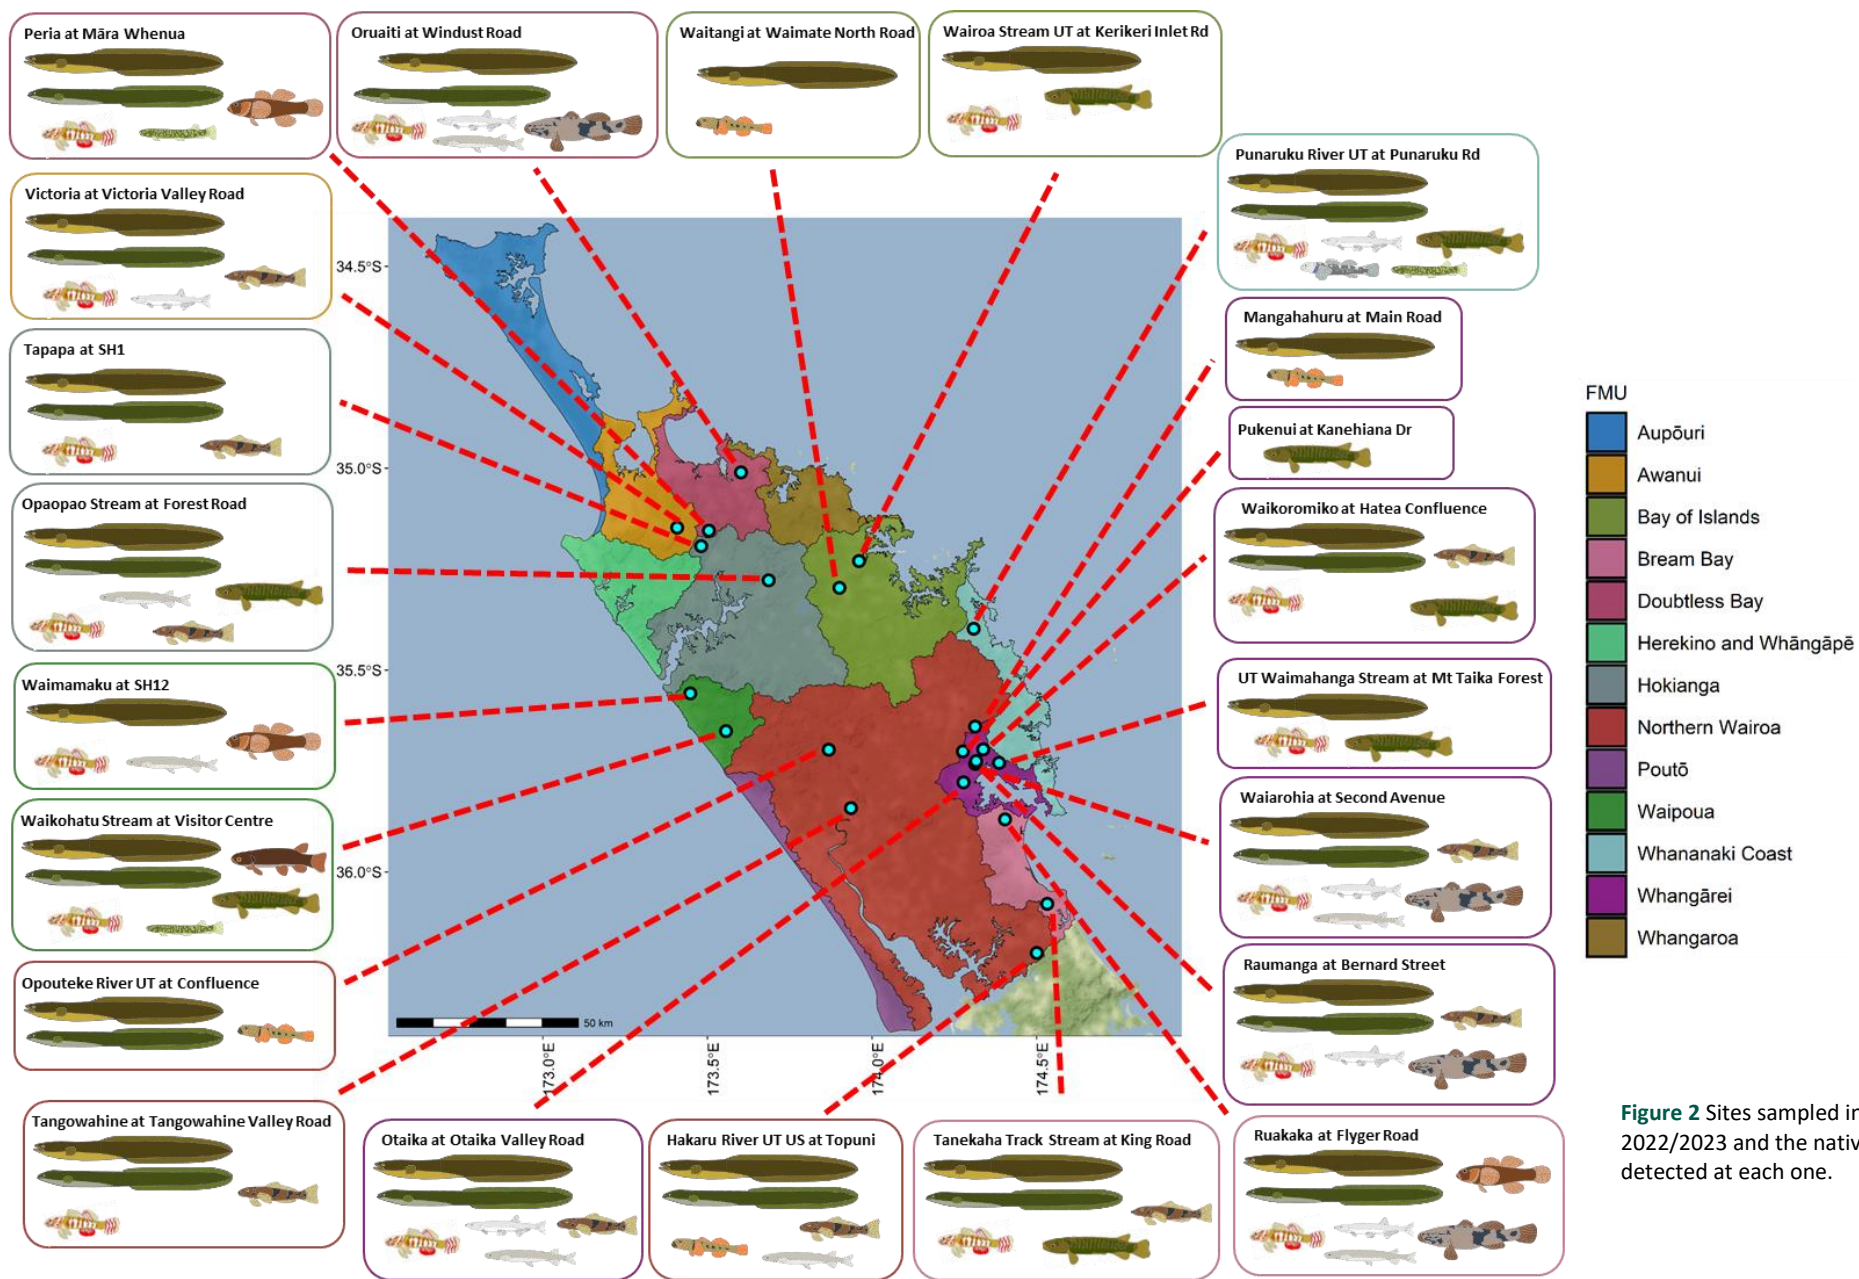 Peria at Māra Whenua
Oruaiti at Windust Road
Waitangi at Waimate North Road
Wairoa Stream UT at Kerikeri Inlet Rd
Punaruku River UT at Punaruku Rd
Victoria at Victoria Valley Road
Tapapa at SH1
Opaopao Stream at Forest Road
Waimamaku at SH12
Waikohatu Stream at Visitor Centre
Opouteke River UT at Confluence
Tangowahine at Tangowahine Valley Road
Otaika at Otaika Valley Road
Hakaru River UT US at Topuni
Tanekaha Track Stream at King Road
Ruakaka at Flyger Road
Mangahahuru at Main Road
Pukenui at Kanehiana Dr
Waikoromiko at Hatea Confluence
UT Waimahanga Stream at Mt Taika Forest
Waiarohia at Second Avenue
Raumanga at Bernard Street
34.5°S
35.0°S
35.5°S
36.0°S
50 km
173.0°E
173.5°E
174.0°E
174.5°E
FMU
Aupōuri
Awanui
Bay of Islands
Bream Bay
Doubtless Bay
Herekino and Whāngāpē
Hokianga
Northern Wairoa
Poutō
Waipoua
Whananaki Coast
Whangārei
Whangaroa
Figure 2 Sites sampled in
2022/2023 and the nativ
detected at each one.